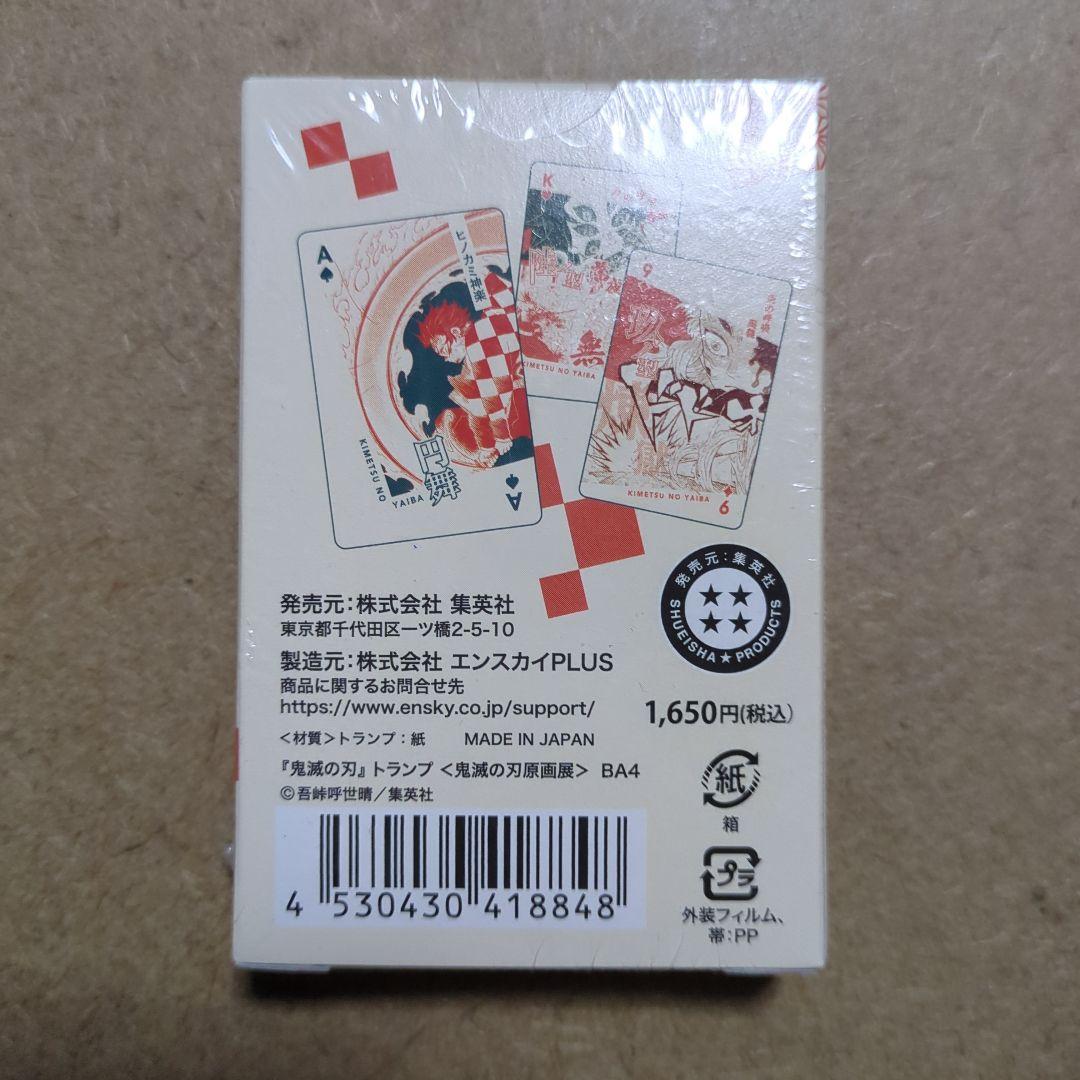 A
ヒノカミ神楽
KIMETSU NO
YAIBA
A
K
陸
型
無
KIMETSU NO YAIBA
9
型
KIMETSU NO YAIBA
9
発売元:株式会社 集英社
東京都千代田区一ツ橋2-5-10
製造元:株式会社 エンスカイPLUS
商品に関するお問合せ先
https://www.ensky.co.jp/support/
<材質>トランプ:紙 MADE IN JAPAN
『鬼滅の刃』トランプ <鬼滅の刃原画展> BA4
©吾峠呼世晴/集英社
4 530430 418848
発売元:集英社
SHUEISHA★PRODUCTS
1,650円(税込)
紙
箱
プラ
外装フィルム、
帯:PP